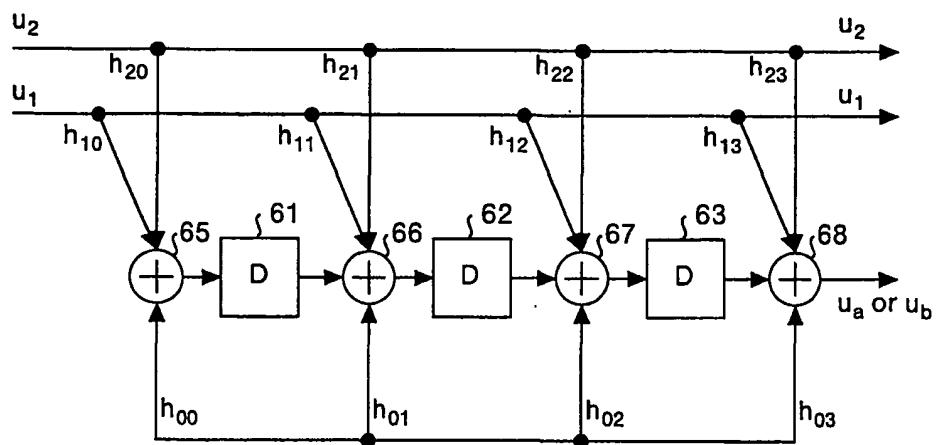 u₂ u₂
h₂₀ h₂₁ h₂₂ h₂₃
u₁ u₁
h₁₀ h₁₁ h₁₂ h₁₃
65 61 66 62 67 63 68
D D D
uₐ or u_b
h₀₀ h₀₁ h₀₂ h₀₃